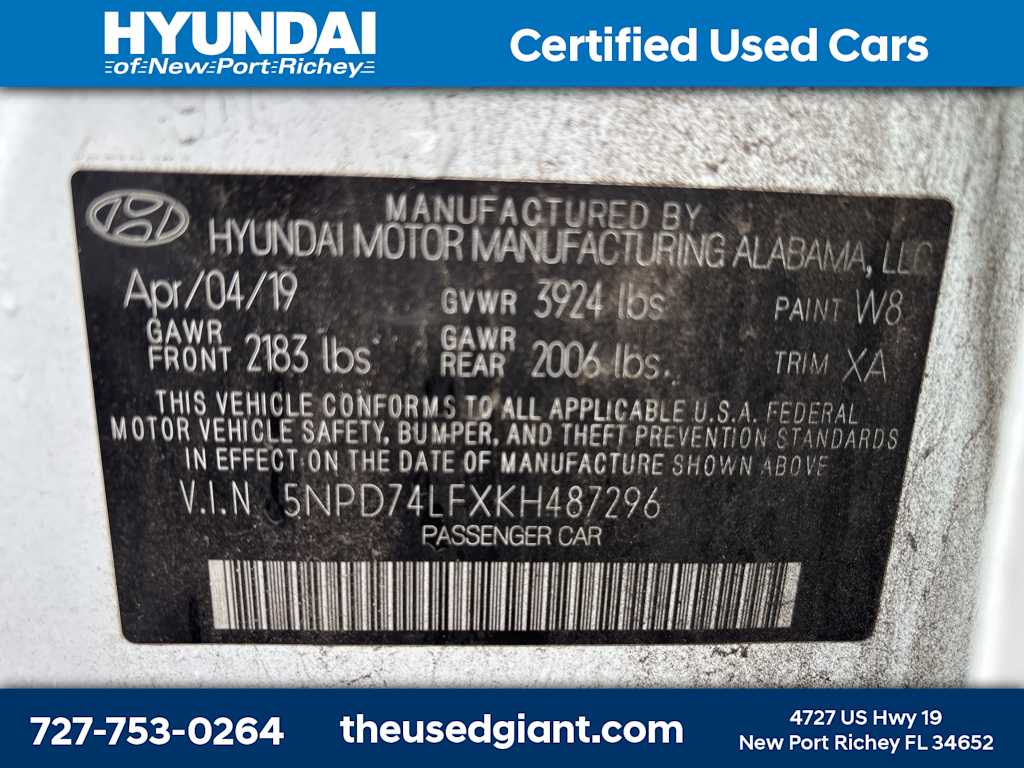 HYUNDAI
of New Port Richey
Certified Used Cars
MANUFACTURED BY
HYUNDAI MOTOR MANUFACTURING ALABAMA, LLC
Apr/04/19 GVWR 3924 lbs PAINT W8
GAWR FRONT 2183 lbs GAWR REAR 2006 lbs. TRIM XA
THIS VEHICLE CONFORMS TO ALL APPLICABLE U.S.A. FEDERAL
MOTOR VEHICLE SAFETY, BUMPER, AND THEFT PREVENTION STANDARDS
IN EFFECT ON THE DATE OF MANUFACTURE SHOWN ABOVE
V.I.N 5NPD74LFXKH487296
PASSENGER CAR
727-753-0264
theusedgiant.com
4727 US Hwy 19
New Port Richey FL 34652